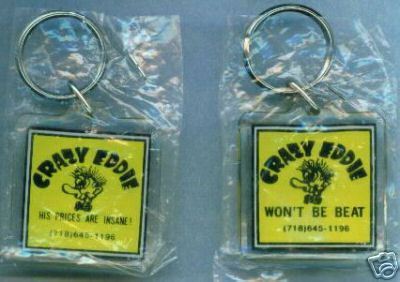 CRAZY EDDIE
HIS PRICES ARE INSANE!
(718)645-1196
CRAZY EDDIE
WON'T BE BEAT
(718)645-1196